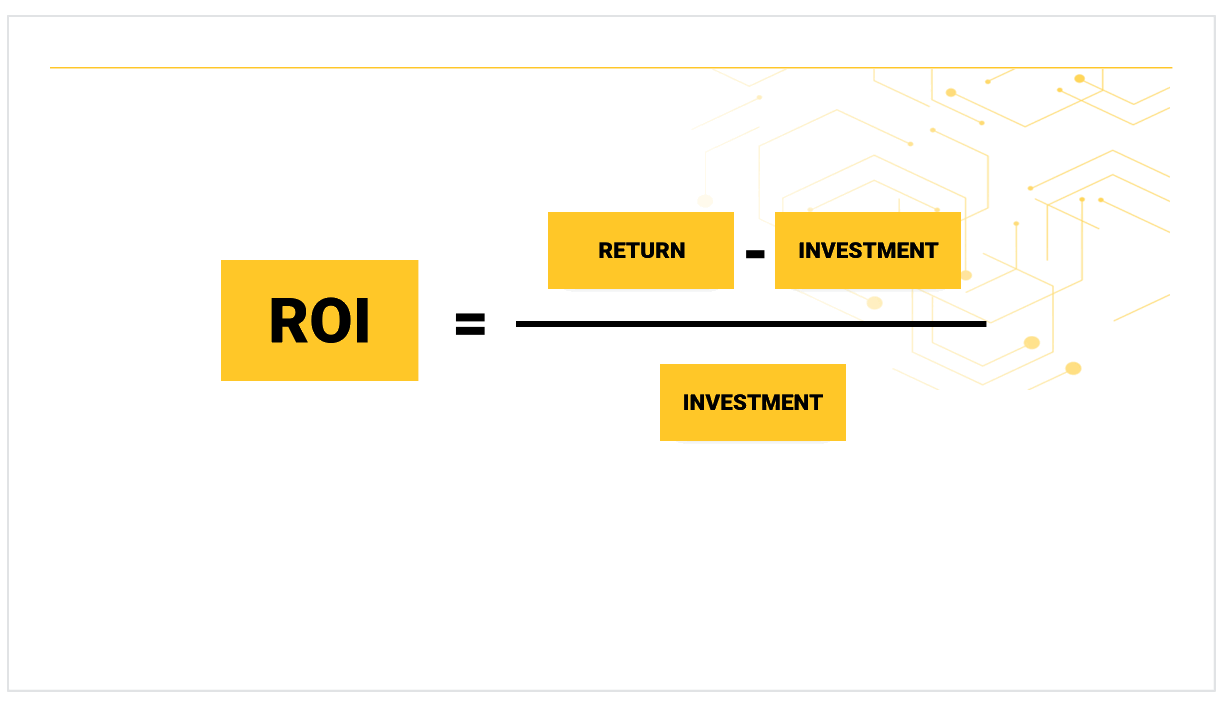 RETURN - INVESTMENT
ROI =
INVESTMENT